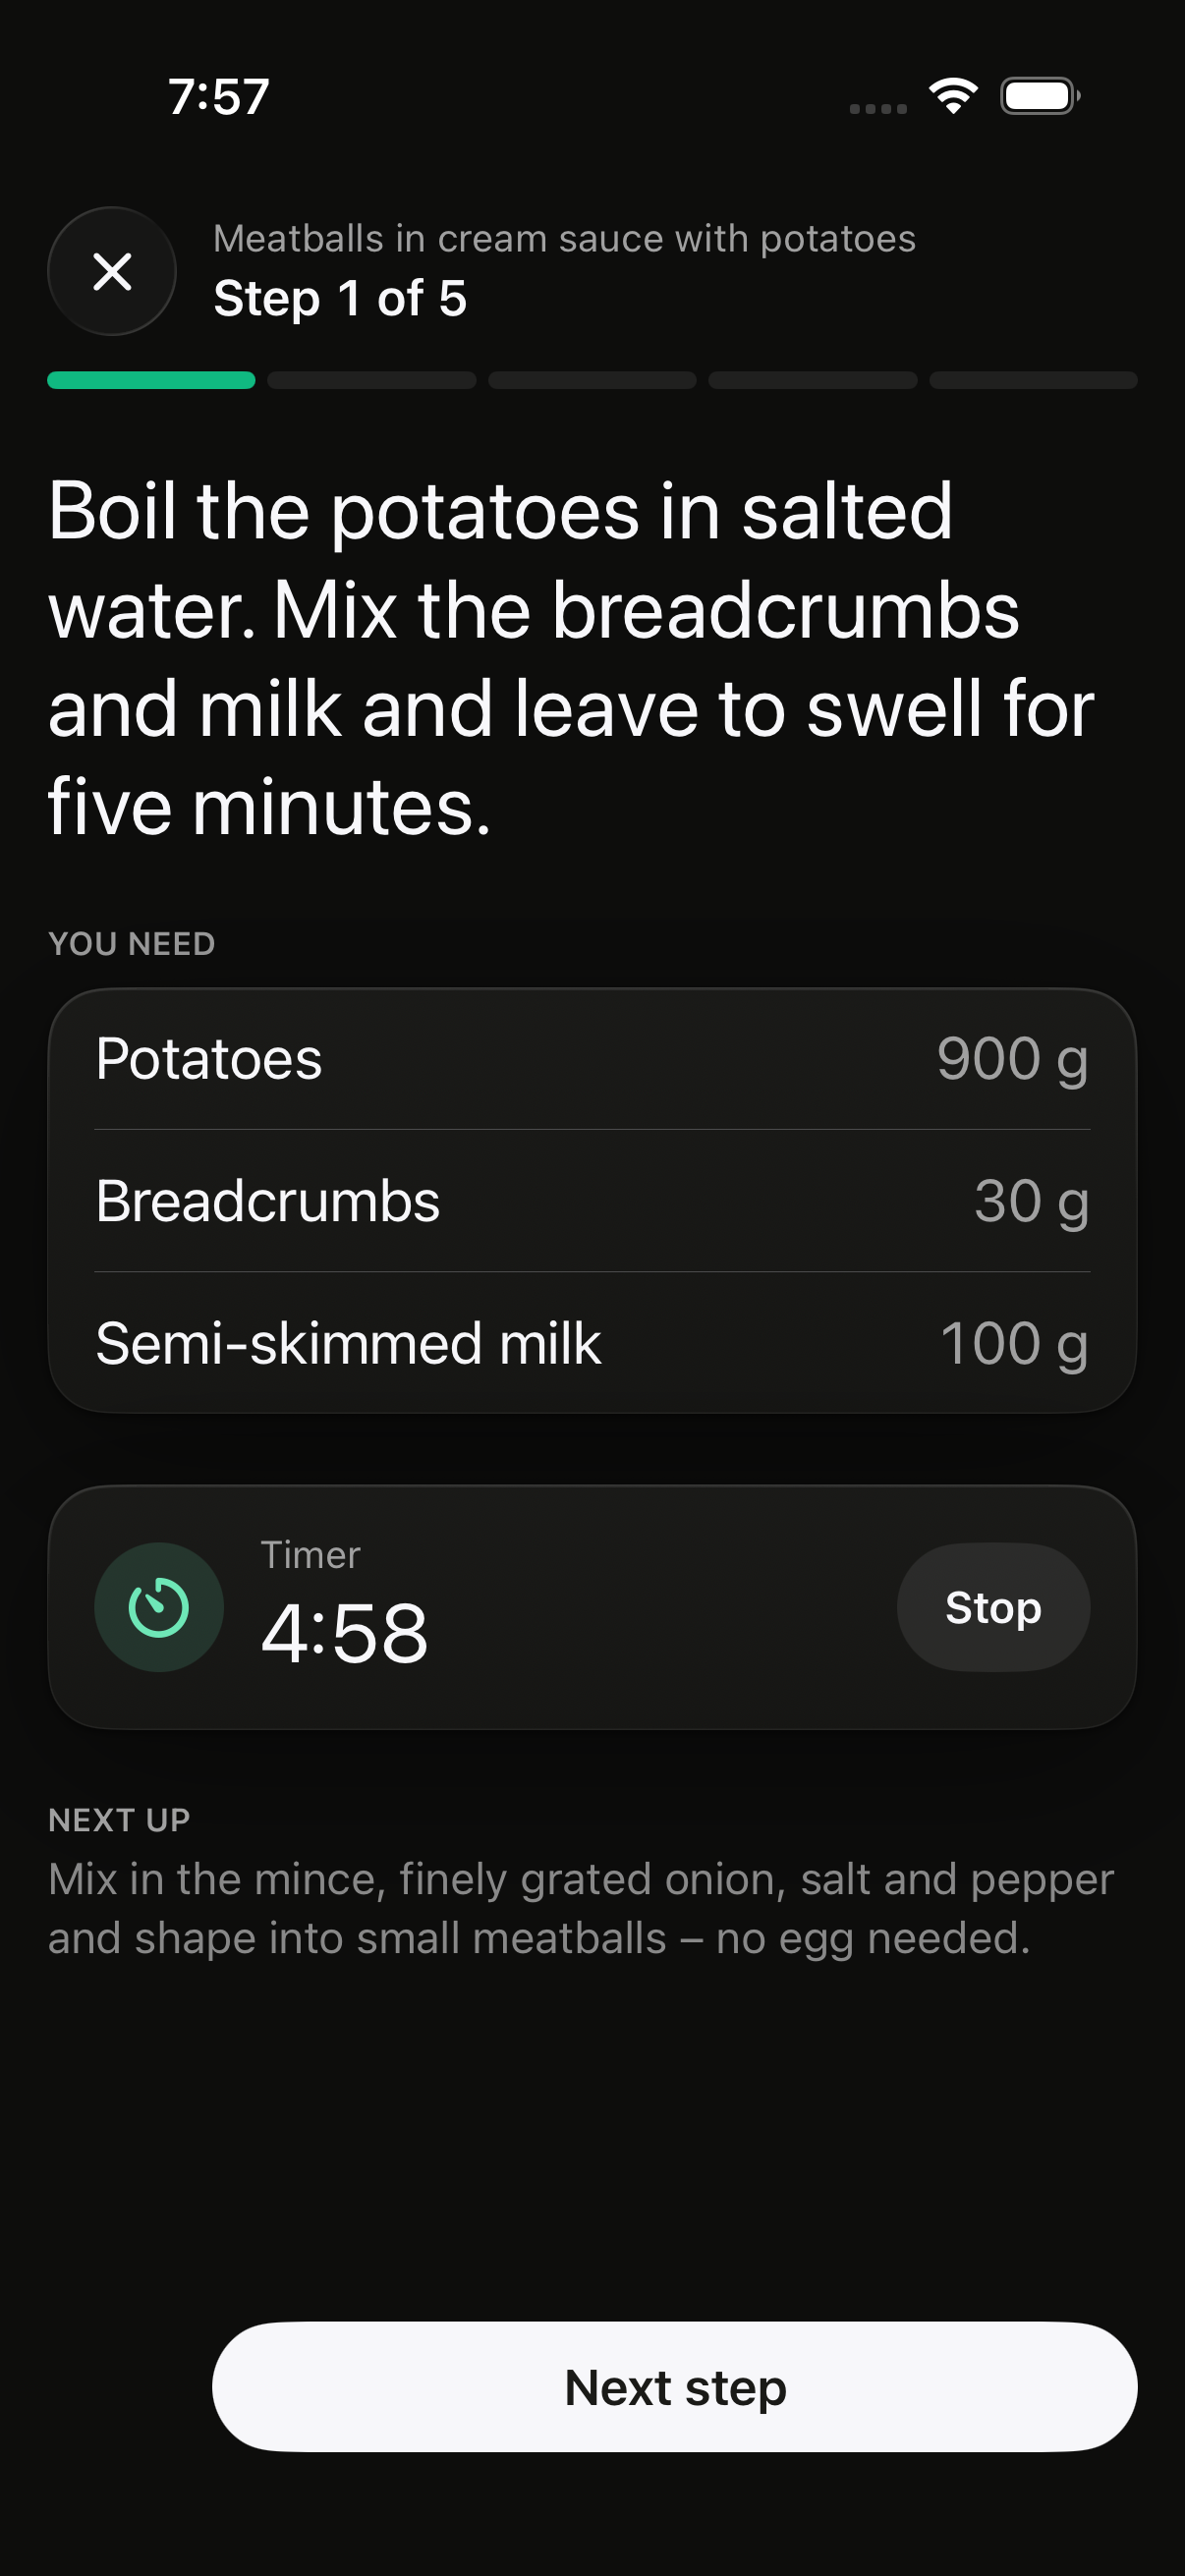 7:57
Meatballs in cream sauce with potatoes
Step 1 of 5
Boil the potatoes in salted
water. Mix the breadcrumbs
and milk and leave to swell for
five minutes.
YOU NEED
Potatoes 900 g
Breadcrumbs 30 g
Semi-skimmed milk 100 g
Timer
4:58
Stop
NEXT UP
Mix in the mince, finely grated onion, salt and pepper
and shape into small meatballs – no egg needed.
Next step